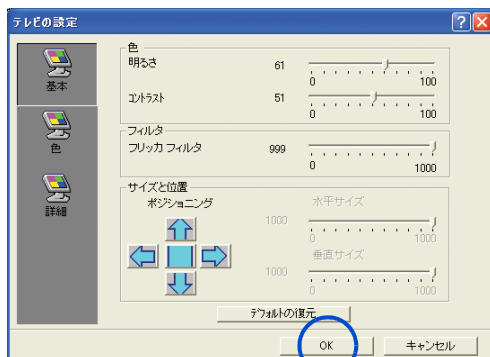 テレビの設定
基本
色
詳細
色
明るさ 61
0 100
コントラスト 51
0 100
フィルタ
フリッカ フィルタ 999
0 1000
サイズと位置
ポジショニング
水平サイズ
1000
0 1000
垂直サイズ
1000
0 1000
デフォルトの復元
OK キャンセル